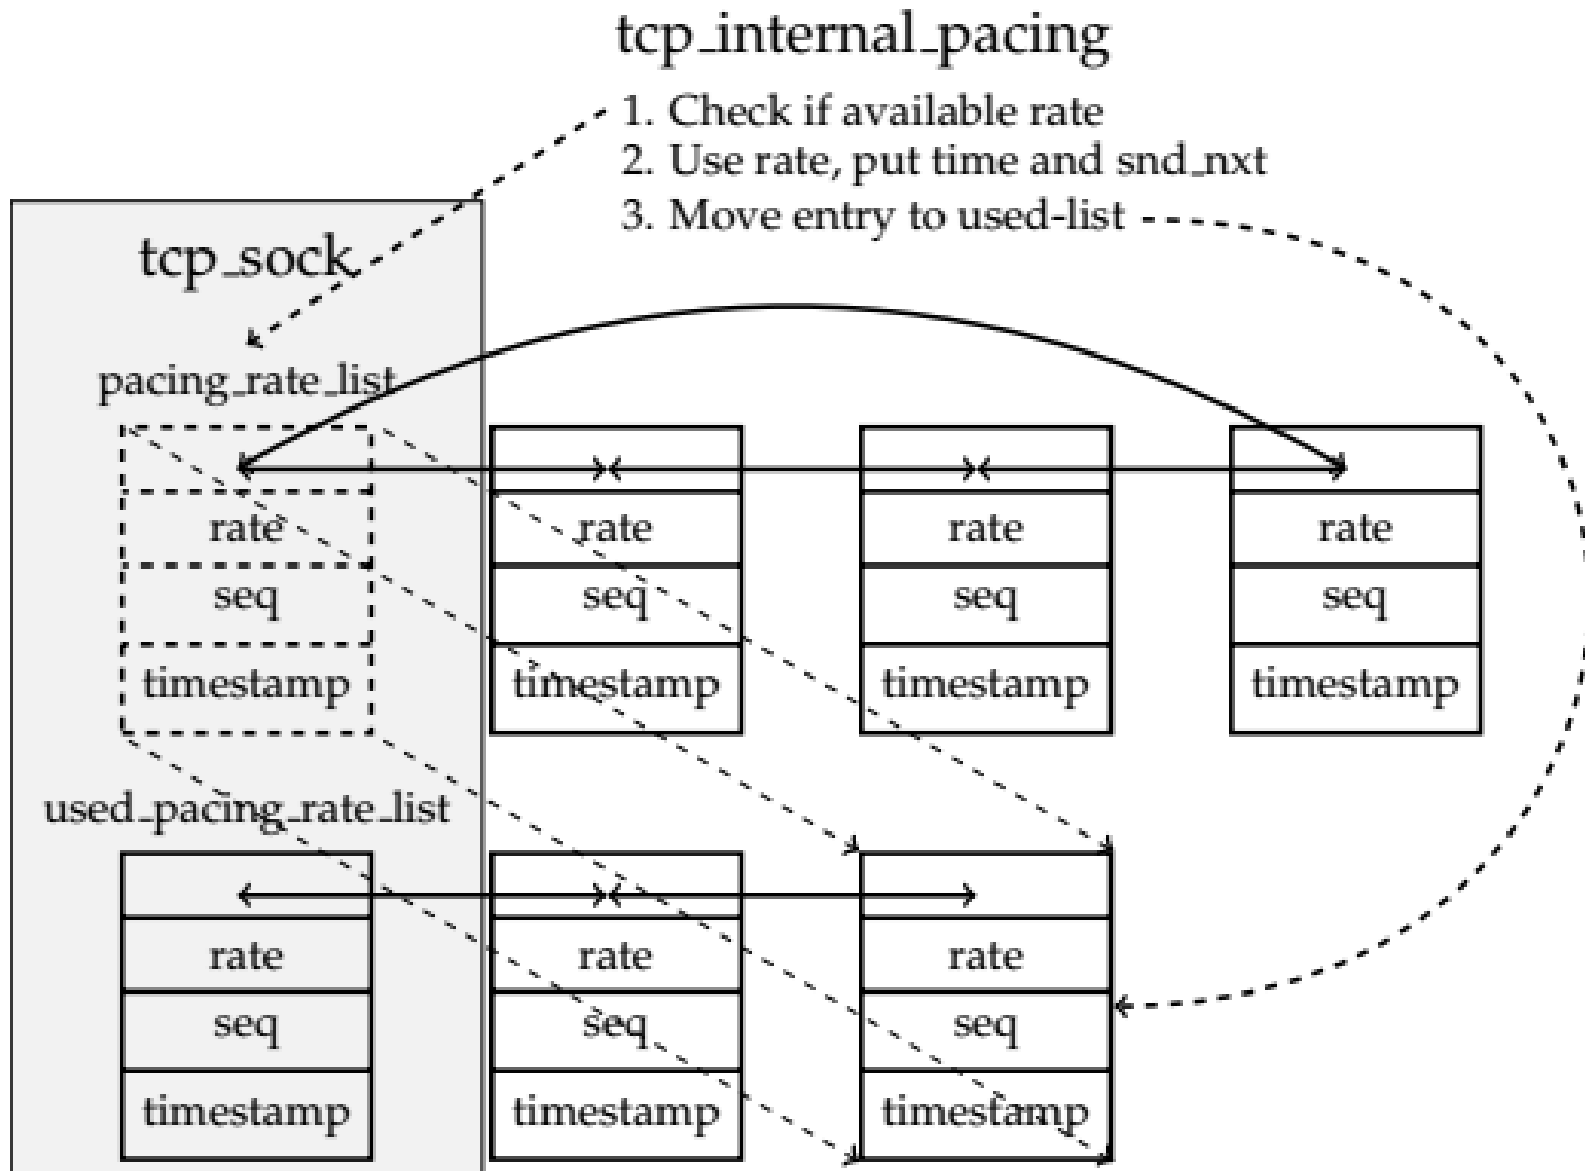 tcp_internal_pacing
1. Check if available rate
2. Use rate, put time and snd_nxt
3. Move entry to used-list
tcp_sock
pacing_rate_list
rate rate rate rate
seq seq seq seq
timestamp timestamp timestamp timestamp
used_pacing_rate_list
rate rate rate
seq seq seq
timestamp timestamp timestamp